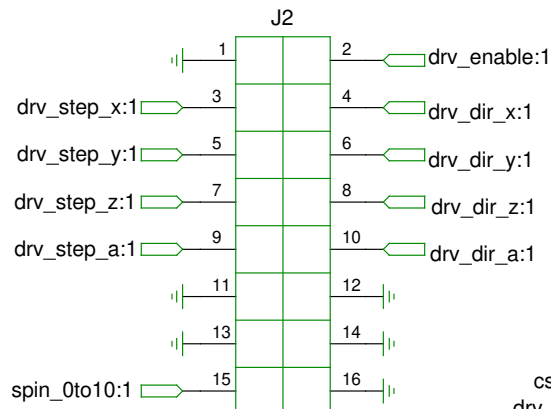 J2
1 2 drv_enable:1
drv_step_x:1 3 4 drv_dir_x:1
drv_step_y:1 5 6 drv_dir_y:1
drv_step_z:1 7 8 drv_dir_z:1
drv_step_a:1 9 10 drv_dir_a:1
11 12
13 14
spin_0to10:1 15 16